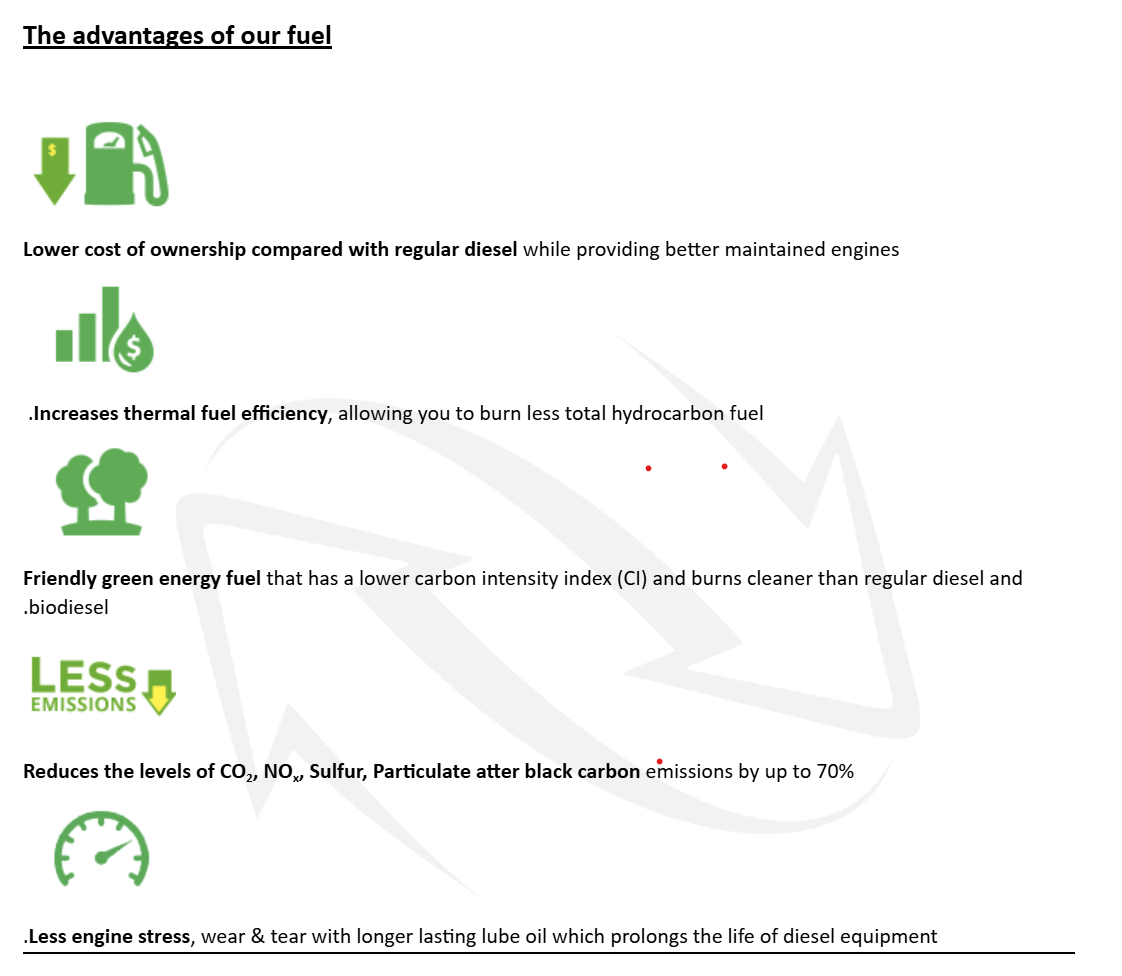 The advantages of our fuel
$
Lower cost of ownership compared with regular diesel while providing better maintained engines
$
.Increases thermal fuel efficiency, allowing you to burn less total hydrocarbon fuel
Friendly green energy fuel that has a lower carbon intensity index (CI) and burns cleaner than regular diesel and
.biodiesel
LESS
EMISSIONS
Reduces the levels of CO₂, NOₓ, Sulfur, Particulate atter black carbon emissions by up to 70%
.Less engine stress, wear & tear with longer lasting lube oil which prolongs the life of diesel equipment